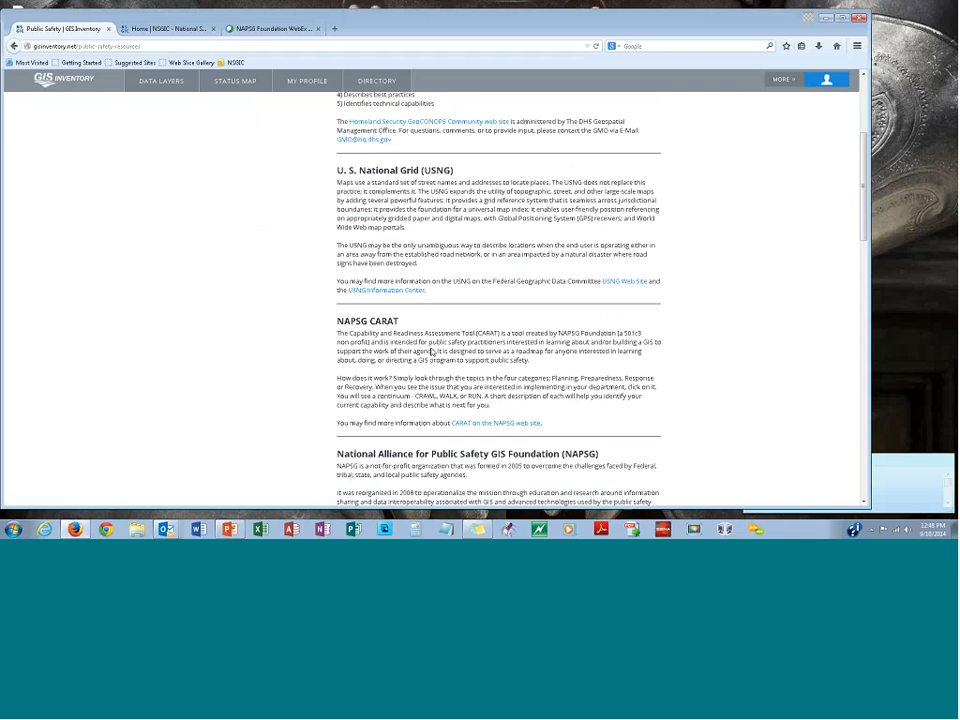 Public Safety | GIS Inventory
Home | NSGIC - National S...
NAPSG Foundation WebEx ...
gisinventory.net/public-safety-resources
Google
Most Visited
Getting Started
Suggested Sites
Web Slice Gallery
NSGIC
GIS INVENTORY
DATA LAYERS
STATUS MAP
MY PROFILE
DIRECTORY
MORE
4) Describes best practices
5) Identifies technical capabilities
The Homeland Security GeoCONOPS Community web site is administered by The DHS Geospatial
Management Office. For questions, comments, or to provide input, please contact the GMO via E-Mail:
GMO@hq.dhs.gov
U. S. National Grid (USNG)
Maps use a standard set of street names and addresses to locate places. The USNG does not replace this
practice; it complements it. The USNG expands the utility of topographic, street, and other large-scale maps
by adding several powerful features: It provides a grid reference system that is seamless across jurisdictional
boundaries; it provides the foundation for a universal map index; it enables user-friendly position referencing
on appropriately gridded paper and digital maps, with Global Positioning System (GPS) receivers; and World
Wide Web map portals.
The USNG may be the only unambiguous way to describe locations when the end-user is operating either in
an area away from the established road network, or in an area impacted by a natural disaster where road
signs have been destroyed.
You may find more information on the USNG on the Federal Geographic Data Committee USNG Web Site and
the USNG Information Center.
NAPSG CARAT
The Capability and Readiness Assessment Tool (CARAT) is a tool created by NAPSG Foundation (a 501c3
non-profit) and is intended for public safety practitioners interested in learning about and/or building a GIS to
support the work of their agency. It is designed to serve as a roadmap for anyone interested in learning
about, doing, or directing a GIS program to support public safety.
How does it work? Simply look through the topics in the four categories; Planning, Preparedness, Response
or Recovery. When you see the issue that you are interested in implementing in your department, click on it.
You will see a continuum - CRAWL, WALK, or RUN. A short description of each will help you identify your
current capability and describe what is next for you.
You may find more information about CARAT on the NAPSG web site.
National Alliance for Public Safety GIS Foundation (NAPSG)
NAPSG is a not-for-profit organization that was formed in 2005 to overcome the challenges faced by Federal,
tribal, state, and local public safety agencies.
It was reorganized in 2008 to operationalize the mission through education and research around information
sharing and data interoperability associated with GIS and advanced technologies used by the public safety
12:48 PM
9/10/2014